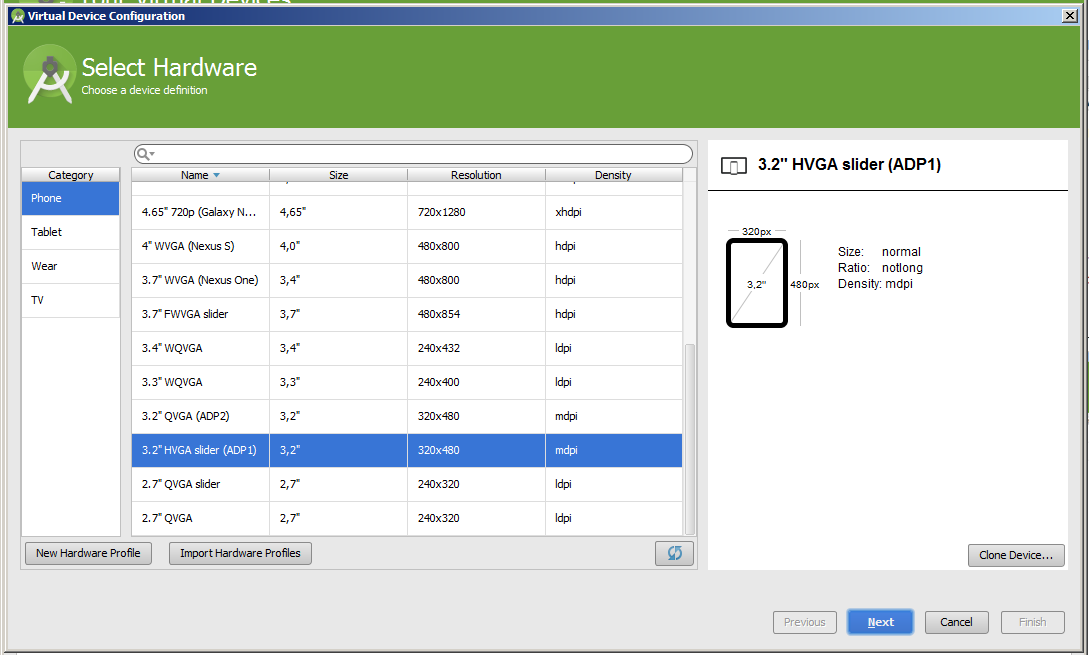 Your Virtual Devices
Virtual Device Configuration
Select Hardware
Choose a device definition
Category
Phone
Tablet
Wear
TV
Name Size Resolution Density
4.65" 720p (Galaxy N... 4,65" 720x1280 xhdpi
4" WVGA (Nexus S) 4,0" 480x800 hdpi
3.7" WVGA (Nexus One) 3,4" 480x800 hdpi
3.7" FWVGA slider 3,7" 480x854 hdpi
3.4" WQVGA 3,4" 240x432 ldpi
3.3" WQVGA 3,3" 240x400 ldpi
3.2" QVGA (ADP2) 3,2" 320x480 mdpi
3.2" HVGA slider (ADP1) 3,2" 320x480 mdpi
2.7" QVGA slider 2,7" 240x320 ldpi
2.7" QVGA 2,7" 240x320 ldpi
New Hardware Profile Import Hardware Profiles
3.2" HVGA slider (ADP1)
320px
3,2"
480px
Size: normal
Ratio: notlong
Density: mdpi
Clone Device...
Previous Next Cancel Finish